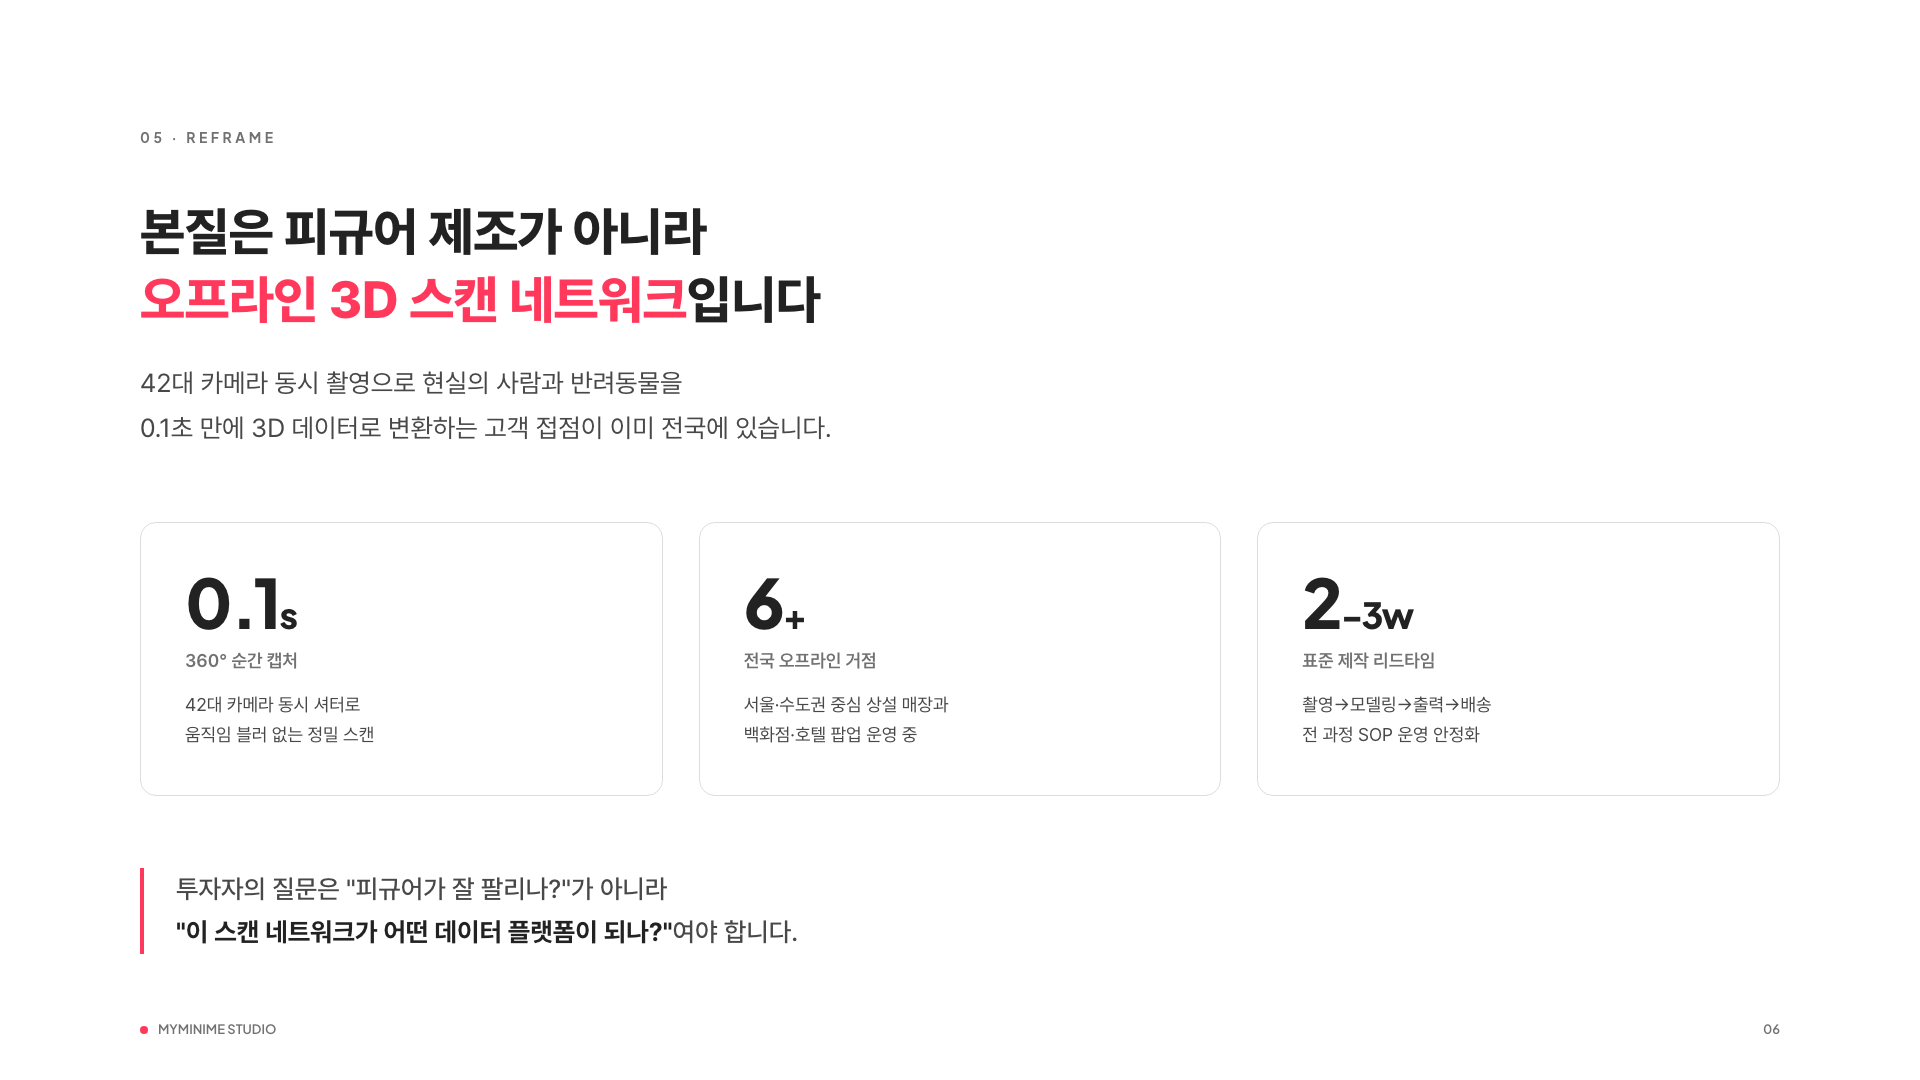 05 · REFRAME
본질은 피규어 제조가 아니라
오프라인 3D 스캔 네트워크입니다
42대 카메라 동시 촬영으로 현실의 사람과 반려동물을
0.1초 만에 3D 데이터로 변환하는 고객 접점이 이미 전국에 있습니다.
0.1s
360° 순간 캡처
42대 카메라 동시 셔터로
움직임 블러 없는 정밀 스캔
6+
전국 오프라인 거점
서울·수도권 중심 상설 매장과
백화점·호텔 팝업 운영 중
2–3w
표준 제작 리드타임
촬영→모델링→출력→배송
전 과정 SOP 운영 안정화
투자자의 질문은 "피규어가 잘 팔리나?"가 아니라
"이 스캔 네트워크가 어떤 데이터 플랫폼이 되나?"여야 합니다.
MYMINIME STUDIO
06